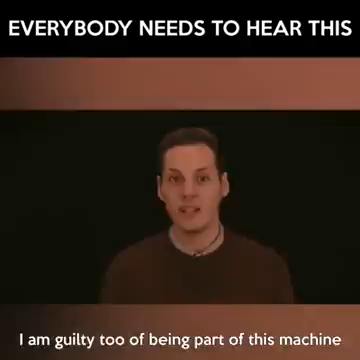 EVERYBODY NEEDS TO HEAR THIS
I am guilty too of being part of this machine